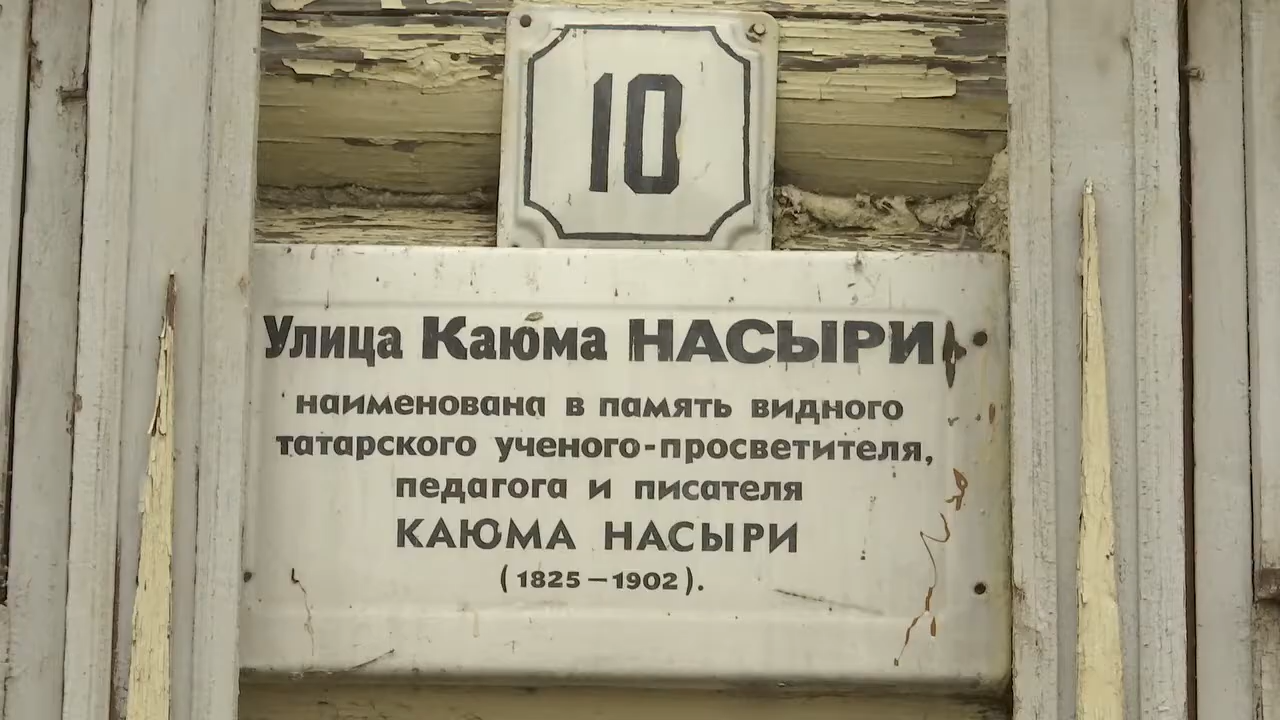 10
Улица Каюма НАСЫРИ
наименована в память видного
татарского ученого-просветителя,
педагога и писателя
КАЮМА НАСЫРИ
(1825–1902).